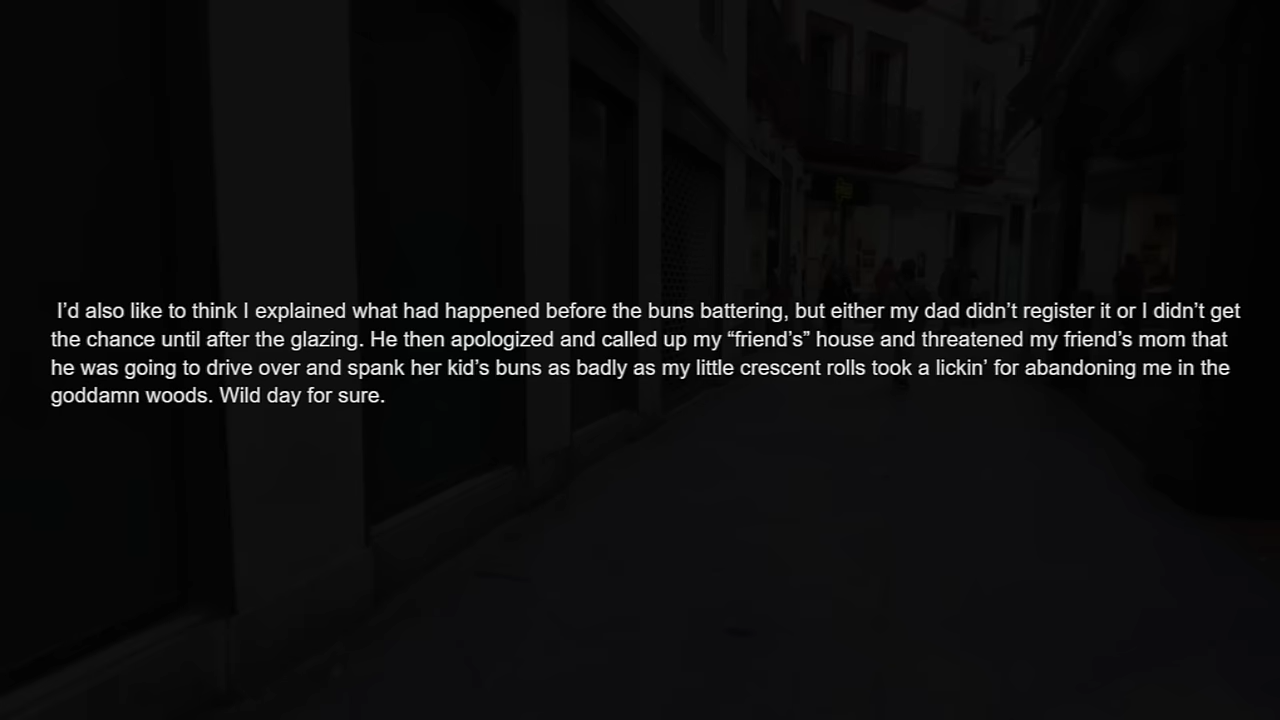 I’d also like to think I explained what had happened before the buns battering, but either my dad didn’t register it or I didn’t get
the chance until after the glazing. He then apologized and called up my “friend’s” house and threatened my friend’s mom that
he was going to drive over and spank her kid’s buns as badly as my little crescent rolls took a lickin’ for abandoning me in the
goddamn woods. Wild day for sure.